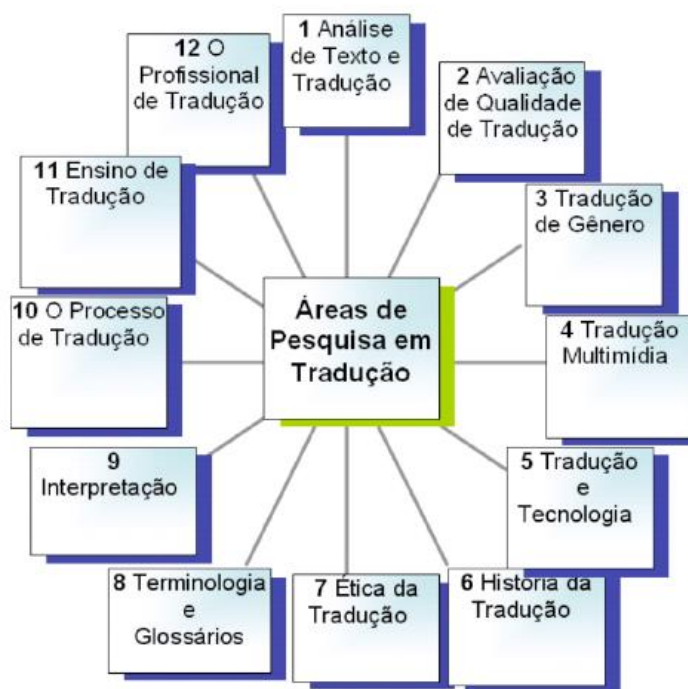 Áreas de
Pesquisa em
Tradução
1 Análise
de Texto e
Tradução
2 Avaliação
de Qualidade
de Tradução
3 Tradução
de Gênero
4 Tradução
Multimídia
5 Tradução
e
Tecnologia
6 História da
Tradução
7 Ética da
Tradução
8 Terminologia
e
Glossários
9
Interpretação
10 O Processo
de Tradução
11 Ensino de
Tradução
12 O
Profissional
de Tradução